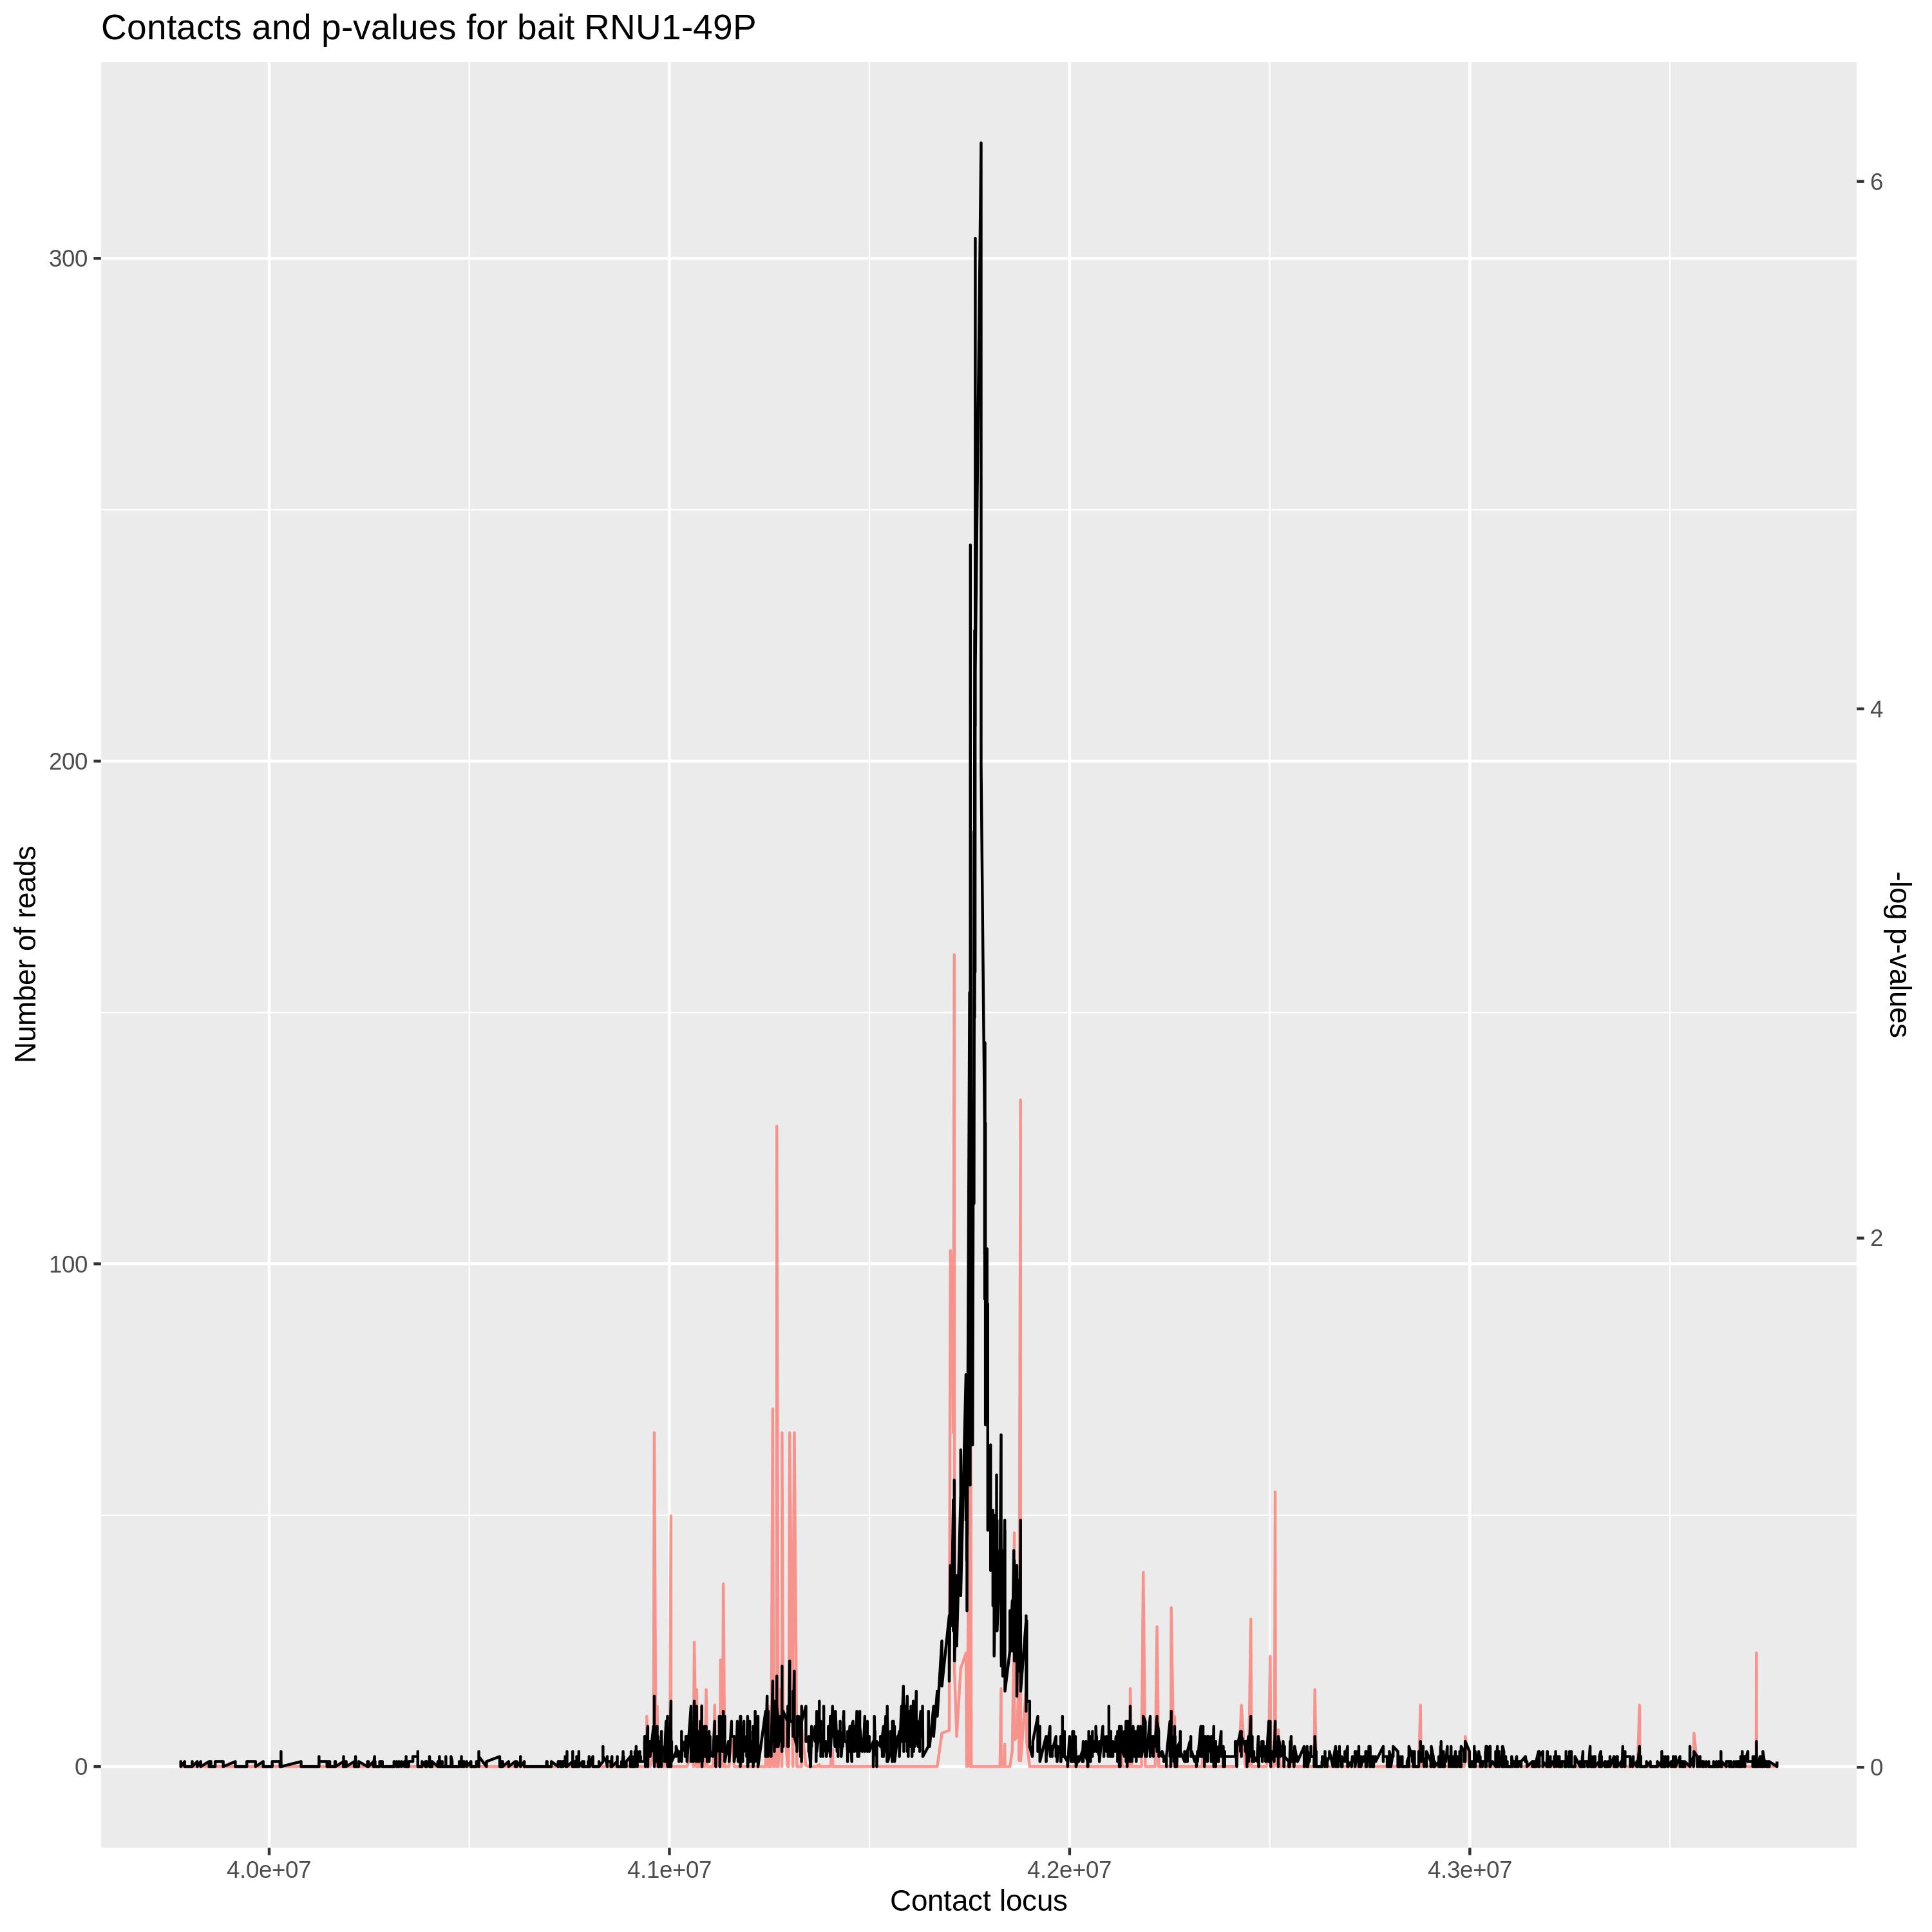 Contacts and p-values for bait RNU1-49P
300
200
100
0
6
4
2
0
Number of reads
-log p-values
4.0e+07
4.1e+07
4.2e+07
4.3e+07
Contact locus